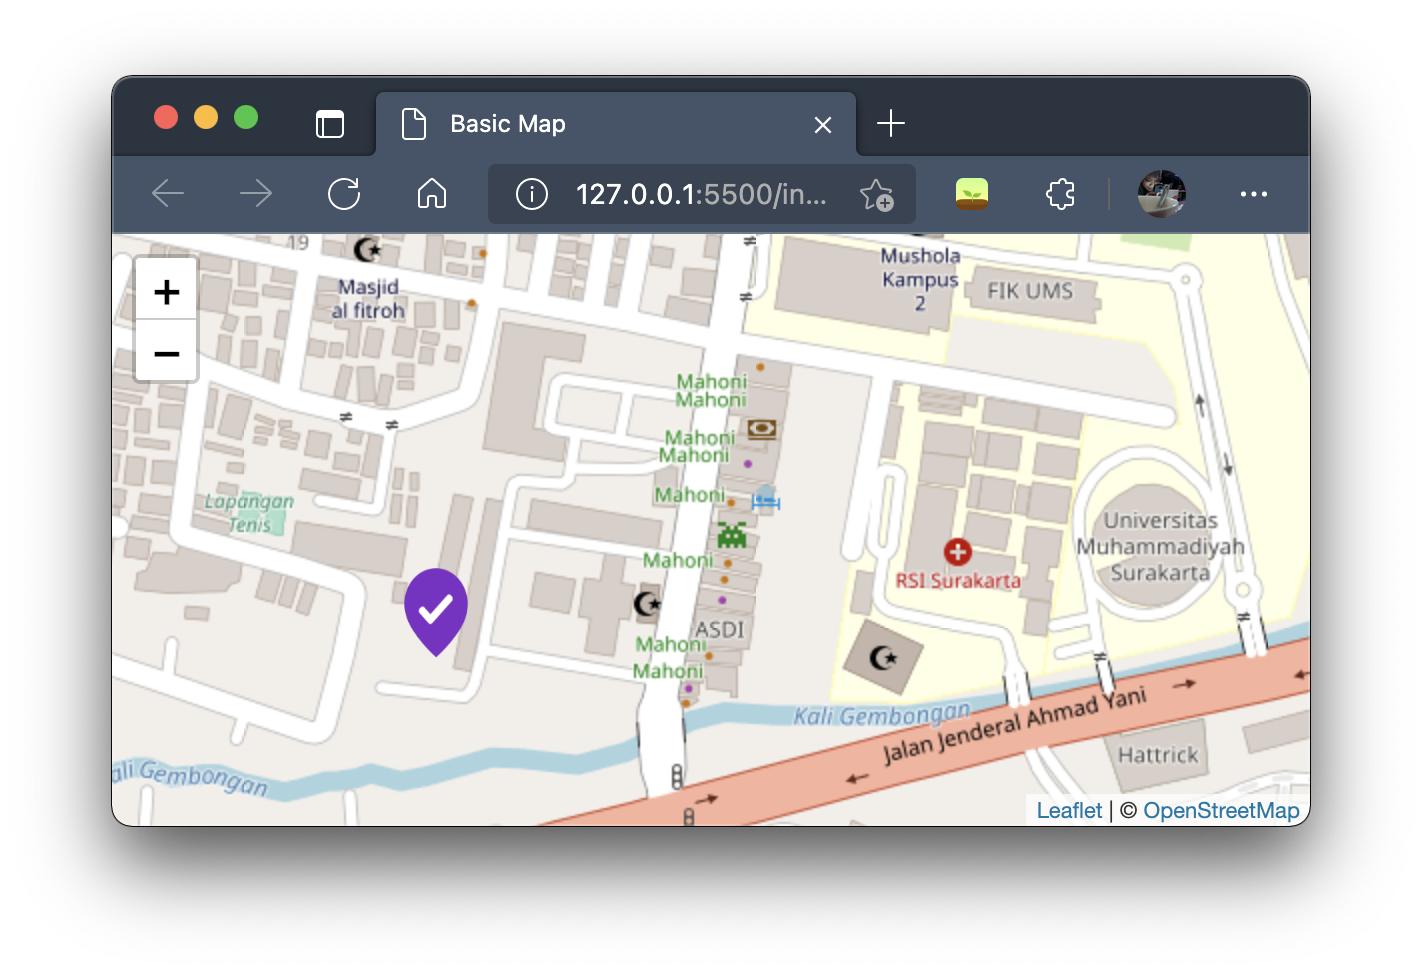 Basic Map
127.0.0.1:5500/in...
19
Masjid
al fitroh
Mushola
Kampus
2
FIK UMS
Mahoni
Mahoni
Mahoni
Mahoni
Mahoni
Lapangan
Tenis
Universitas
Muhammadiyah
Surakarta
Mahoni
RSI Surakarta
ASDI
Mahoni
Mahoni
Kali Gembongan
Jalan Jenderal Ahmad Yani
Hattrick
ali Gembongan
Leaflet | © OpenStreetMap